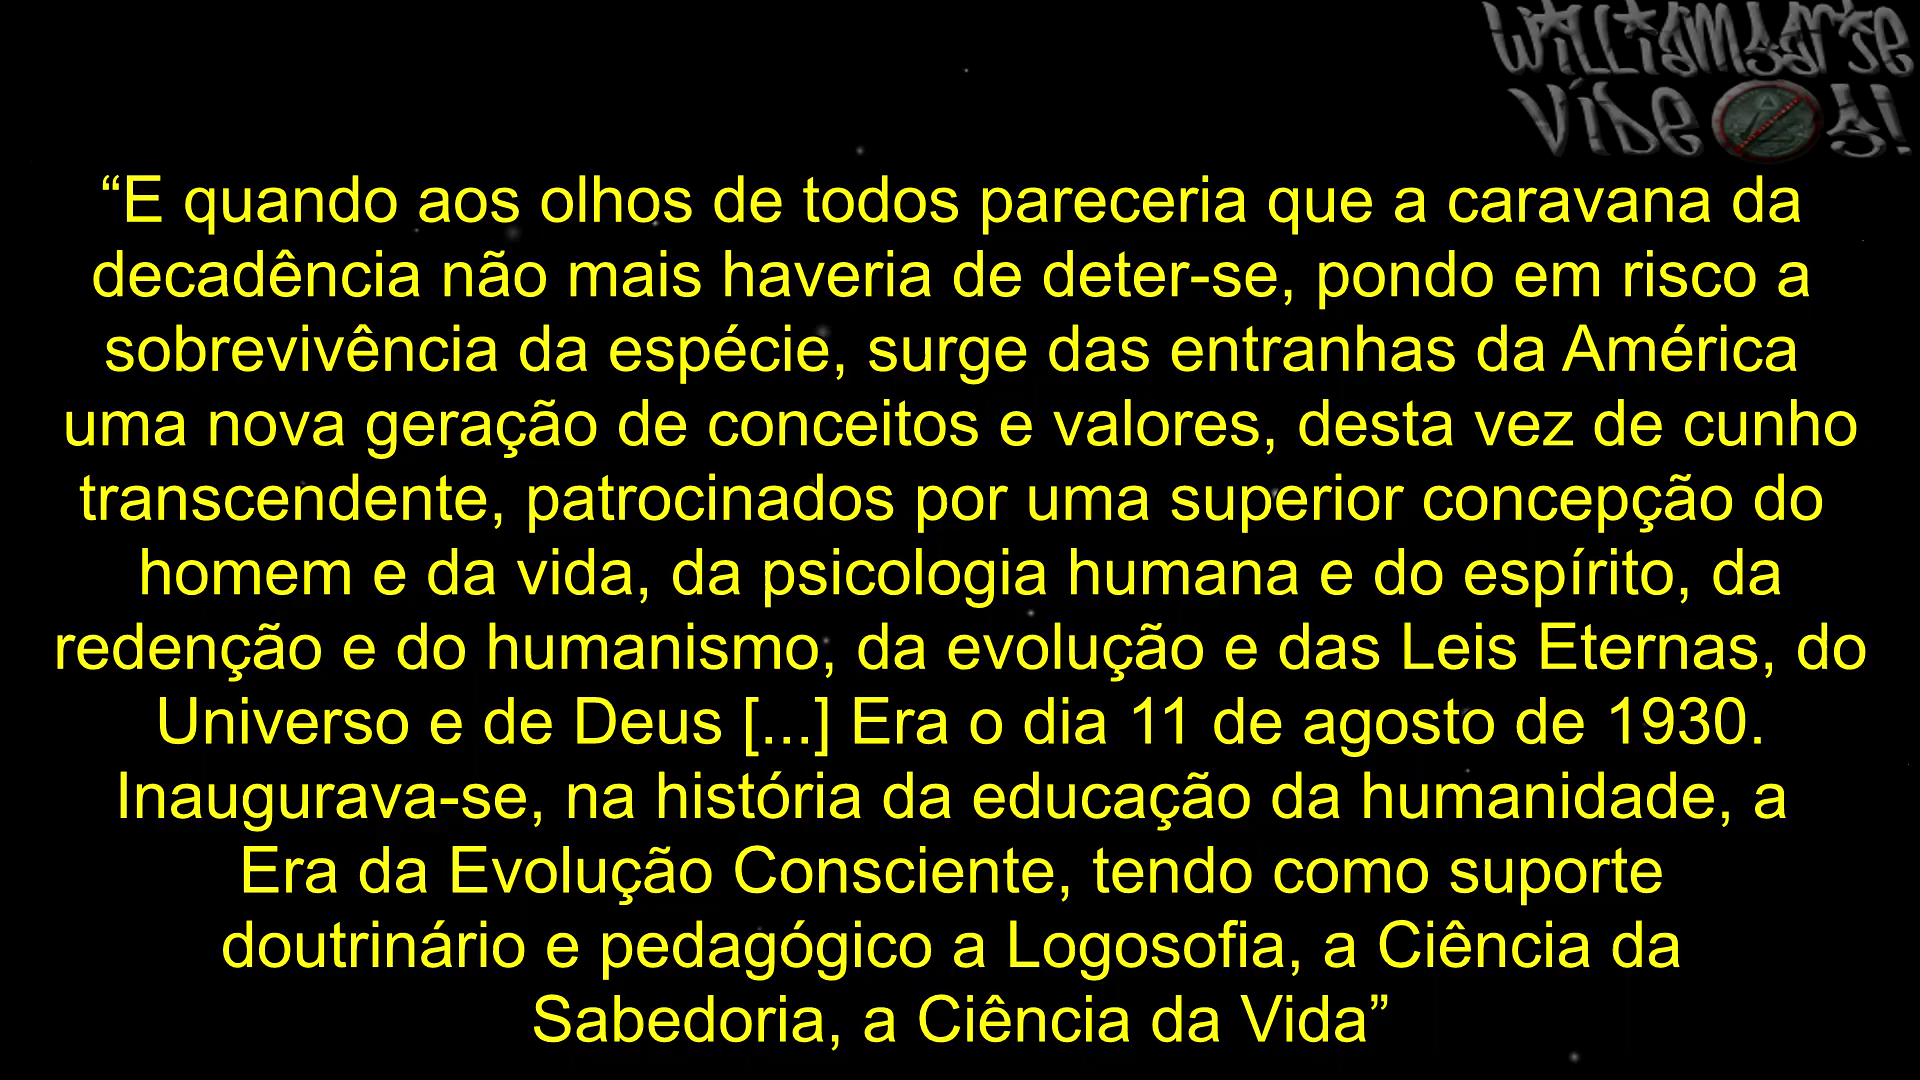 WILLIAMSARSE
VÍDEOS!
“E quando aos olhos de todos pareceria que a caravana da
decadência não mais haveria de deter-se, pondo em risco a
sobrevivência da espécie, surge das entranhas da América
uma nova geração de conceitos e valores, desta vez de cunho
transcendente, patrocinados por uma superior concepção do
homem e da vida, da psicologia humana e do espírito, da
redenção e do humanismo, da evolução e das Leis Eternas, do
Universo e de Deus [...] Era o dia 11 de agosto de 1930.
Inaugurava-se, na história da educação da humanidade, a
Era da Evolução Consciente, tendo como suporte
doutrinário e pedagógico a Logosofia, a Ciência da
Sabedoria, a Ciência da Vida”